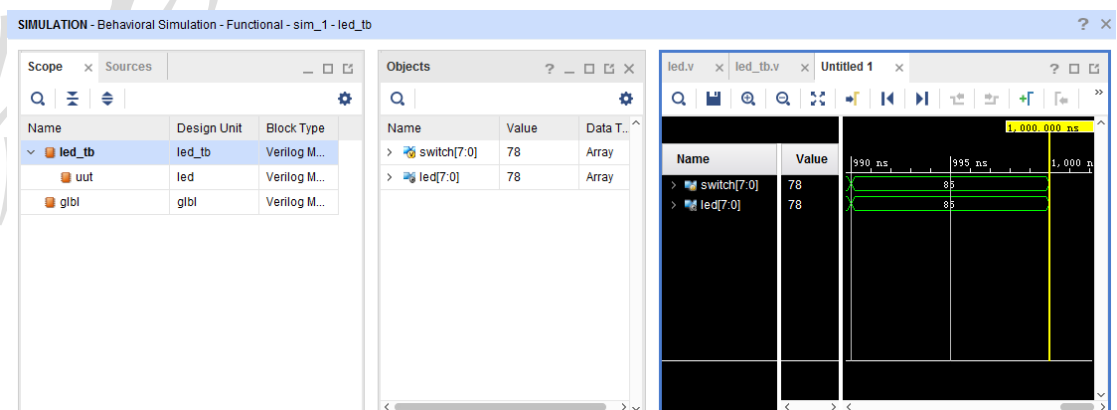 SIMULATION - Behavioral Simulation - Functional - sim_1 - led_tb
Scope Sources
Name Design Unit Block Type
led_tb led_tb Verilog M...
uut led Verilog M...
glbl glbl Verilog M...
Objects
Name Value Data T..
switch[7:0] 78 Array
led[7:0] 78 Array
led.v led_tb.v Untitled 1
1,000.000 ns
Name Value 990 ns 995 ns 1,000 n
switch[7:0] 78 85
led[7:0] 78 85